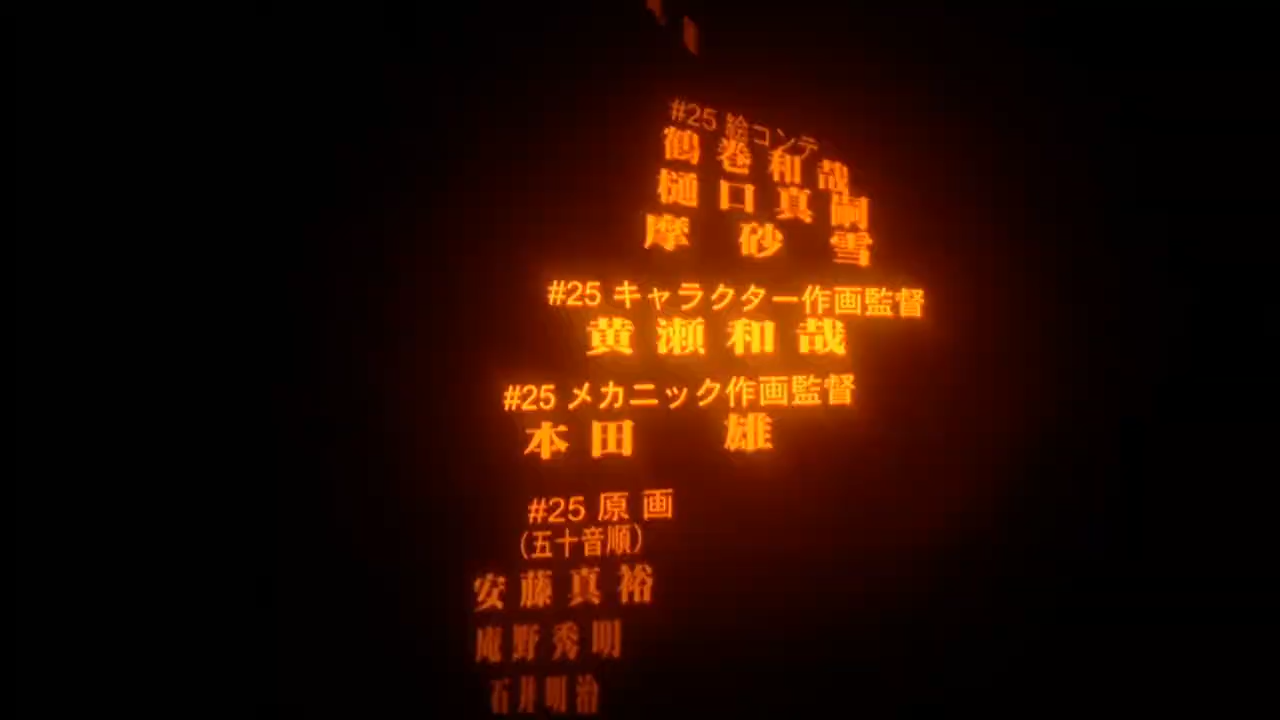 #25 絵コンテ
鶴巻和哉
樋口真嗣
摩砂雪
#25 キャラクター作画監督
黄瀬和哉
#25 メカニック作画監督
本田 雄
#25 原画
(五十音順)
安藤真裕
庵野秀明
石井明治